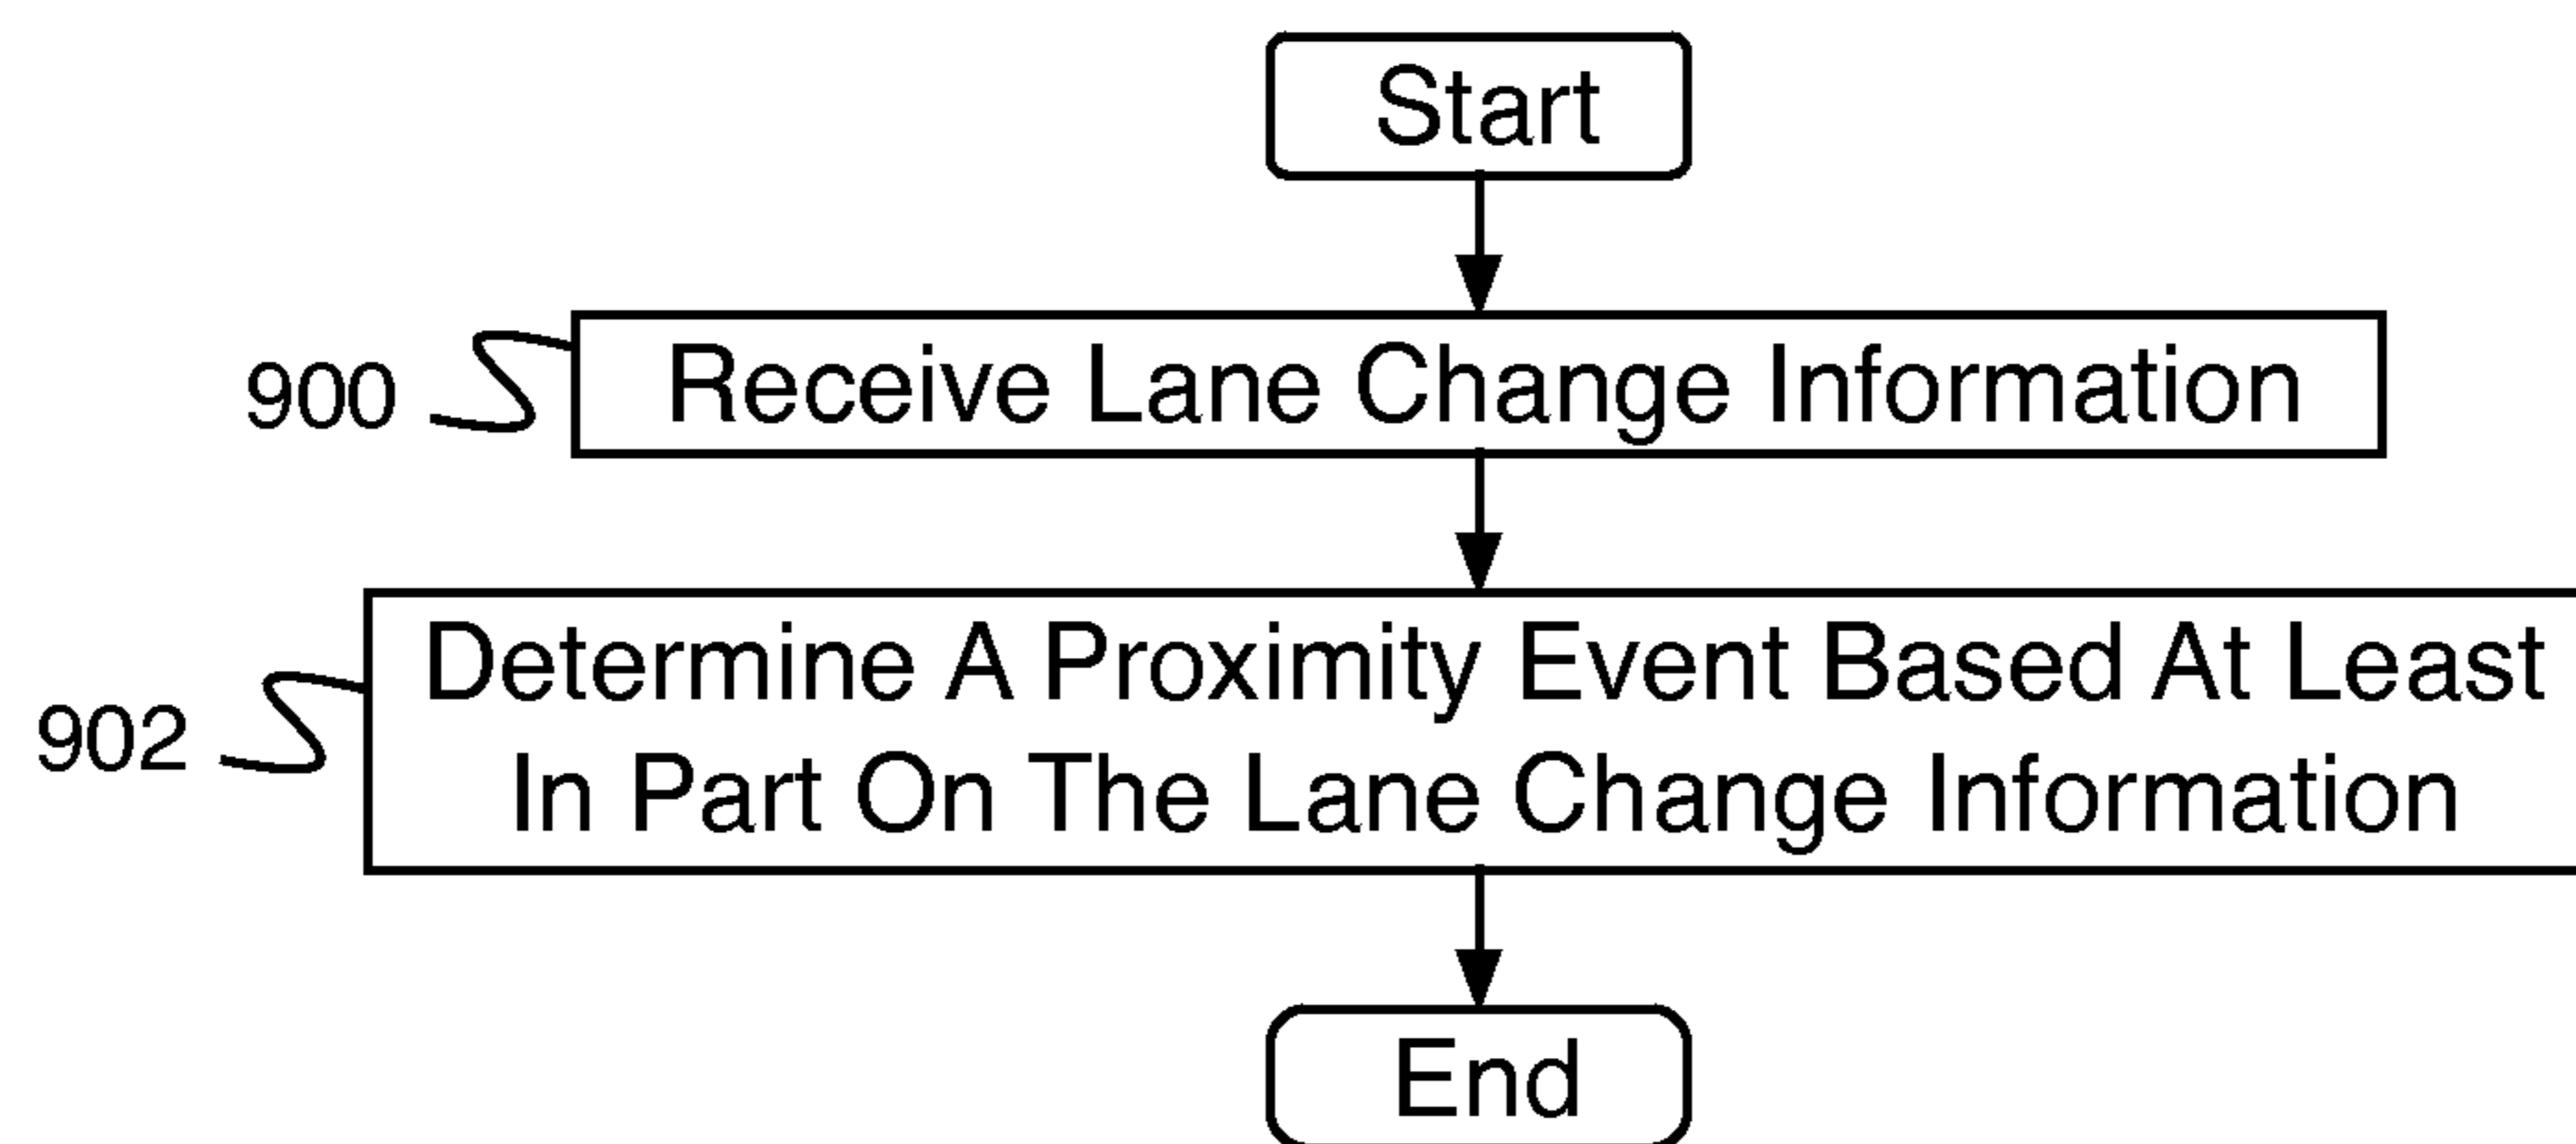 Start
900
Receive Lane Change Information
902
Determine A Proximity Event Based At Least
In Part On The Lane Change Information
End